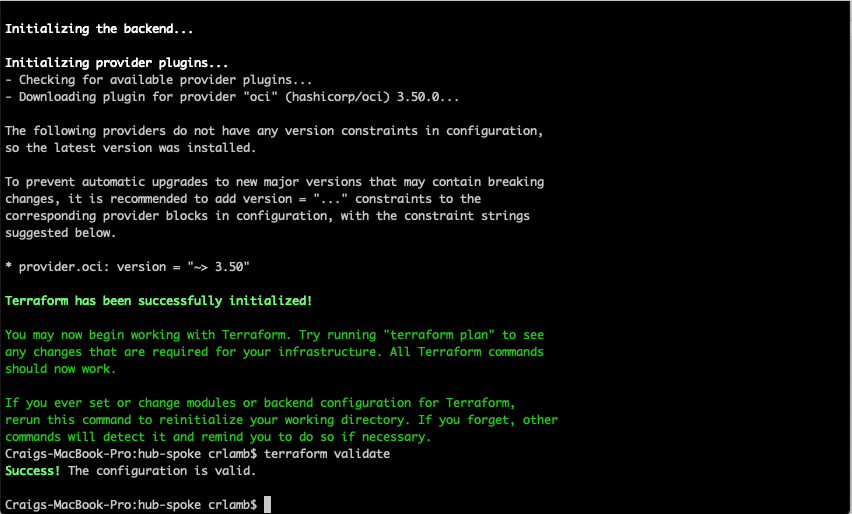 Initializing the backend...
Initializing provider plugins...
- Checking for available provider plugins...
- Downloading plugin for provider "oci" (hashicorp/oci) 3.50.0...
The following providers do not have any version constraints in configuration,
so the latest version was installed.
To prevent automatic upgrades to new major versions that may contain breaking
changes, it is recommended to add version = "..." constraints to the
corresponding provider blocks in configuration, with the constraint strings
suggested below.
* provider.oci: version = "~> 3.50"
Terraform has been successfully initialized!
You may now begin working with Terraform. Try running "terraform plan" to see
any changes that are required for your infrastructure. All Terraform commands
should now work.
If you ever set or change modules or backend configuration for Terraform,
rerun this command to reinitialize your working directory. If you forget, other
commands will detect it and remind you to do so if necessary.
Craigs-MacBook-Pro:hub-spoke crlamb$ terraform validate
Success! The configuration is valid.
Craigs-MacBook-Pro:hub-spoke crlamb$